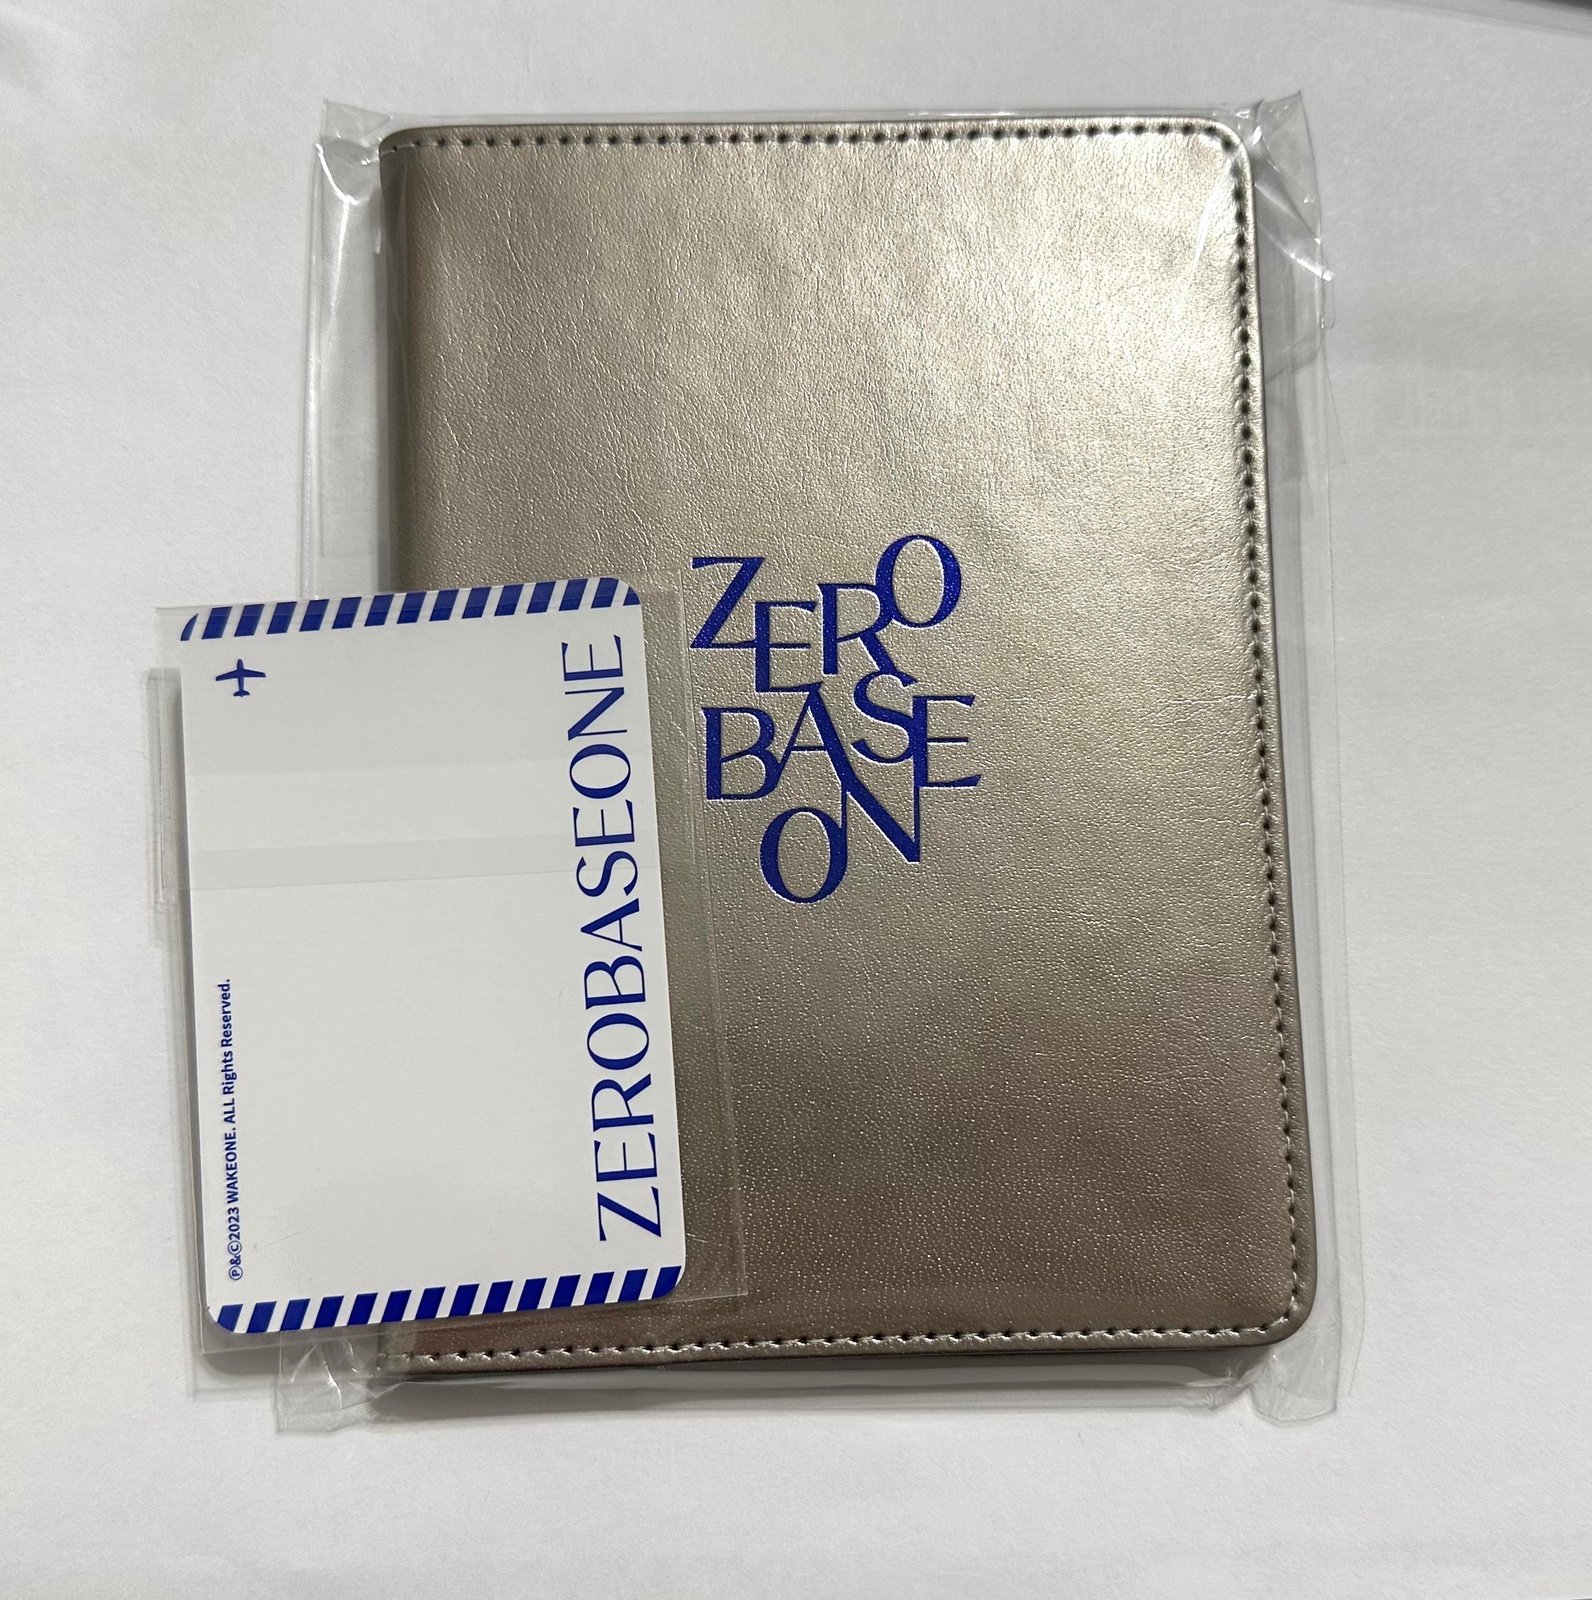 ZERO
BASE
ON
ZEROBASEONE
℗&©2023 WAKEONE. ALL Rights Reserved.